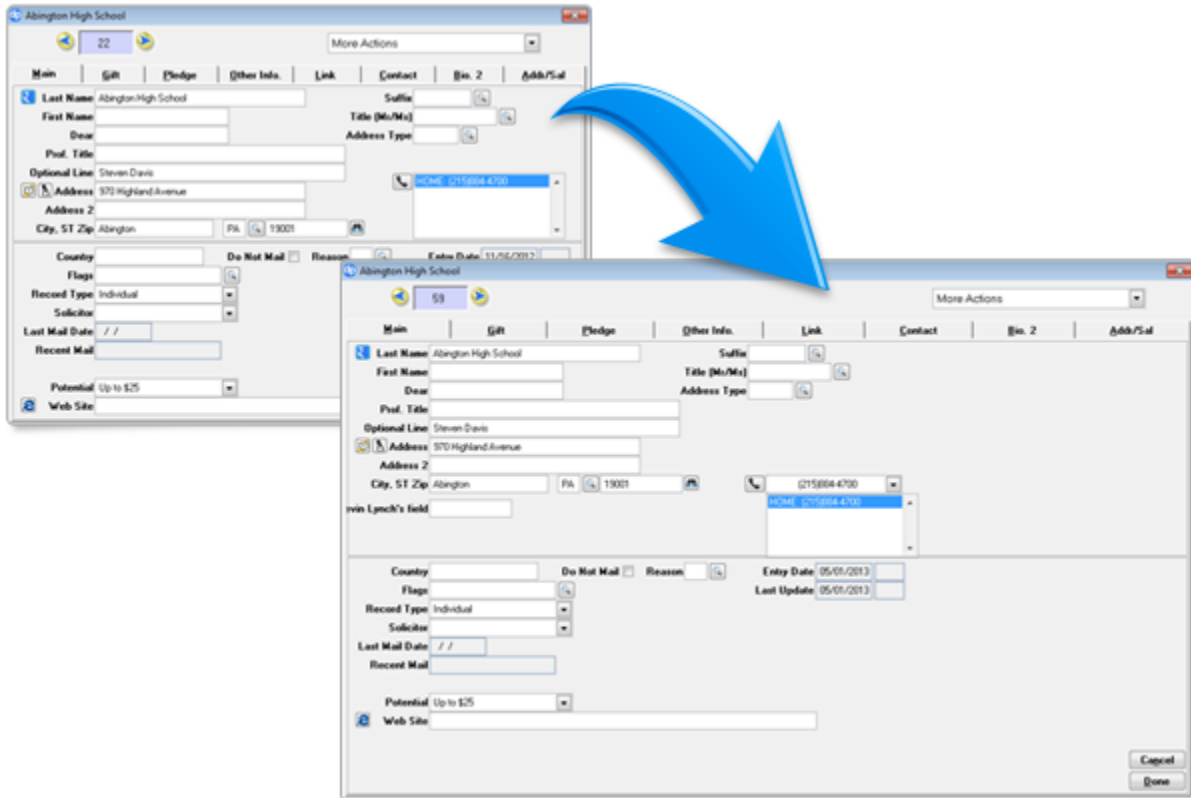 Abington High School
22
More Actions
Main Gift Pledge Other Info. Link Contact Bio. 2 Addr/Sal
Last Name Abington High School Suffix
First Name Title (Mr/Ms)
Dear Address Type
Prof. Title
Optional Line Steven Davis
Address 970 Highland Avenue HOME (215)884-4700
Address 2
City, ST Zip Abington PA 19001
Country Do Not Mail Reason Entry Date 11/16/2012
Flags
Record Type Individual
Solicitor
Last Mail Date / /
Recent Mail
Potential Up to $25
Web Site
Abington High School
59
More Actions
Main Gift Pledge Other Info. Link Contact Bio. 2 Addr/Sal
Last Name Abington High School Suffix
First Name Title (Mr/Ms)
Dear Address Type
Prof. Title
Optional Line Steven Davis
Address 970 Highland Avenue
Address 2
City, ST Zip Abington PA 19001 (215)884-4700
evin Lynch's field HOME (215)884-4700
Country Do Not Mail Reason Entry Date 05/01/2013
Flags Last Update 05/01/2013
Record Type Individual
Solicitor
Last Mail Date / /
Recent Mail
Potential Up to $25
Web Site
Cancel
Done